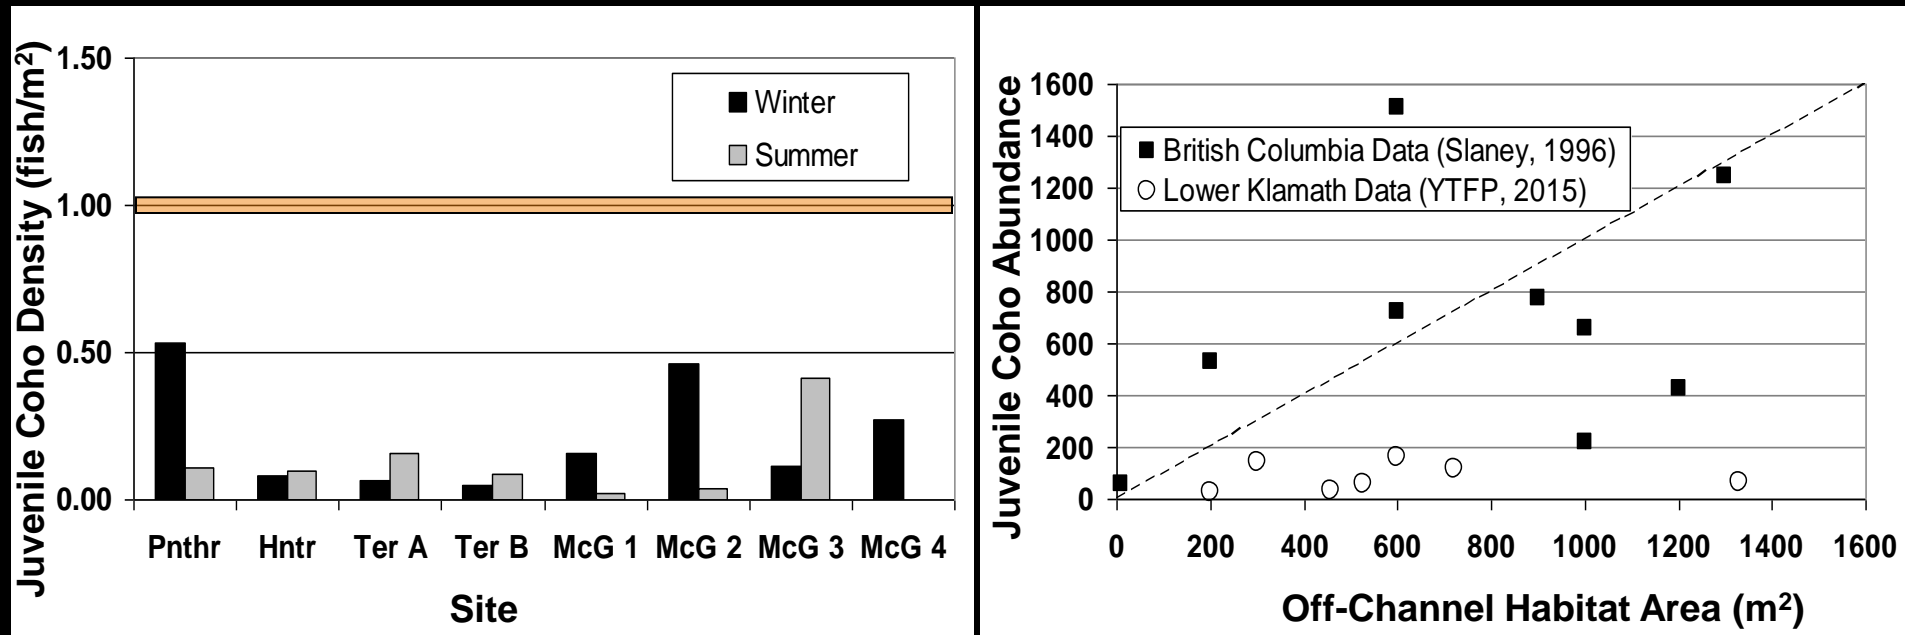 Juvenile Coho Density (fish/m²)
1.50
1.00
0.50
0.00
Winter
Summer
Pnthr Hntr Ter A Ter B McG 1 McG 2 McG 3 McG 4
Site
Juvenile Coho Abundance
1600
1400
1200
1000
800
600
400
200
0
British Columbia Data (Slaney, 1996)
Lower Klamath Data (YTFP, 2015)
0 200 400 600 800 1000 1200 1400 1600
Off-Channel Habitat Area (m²)